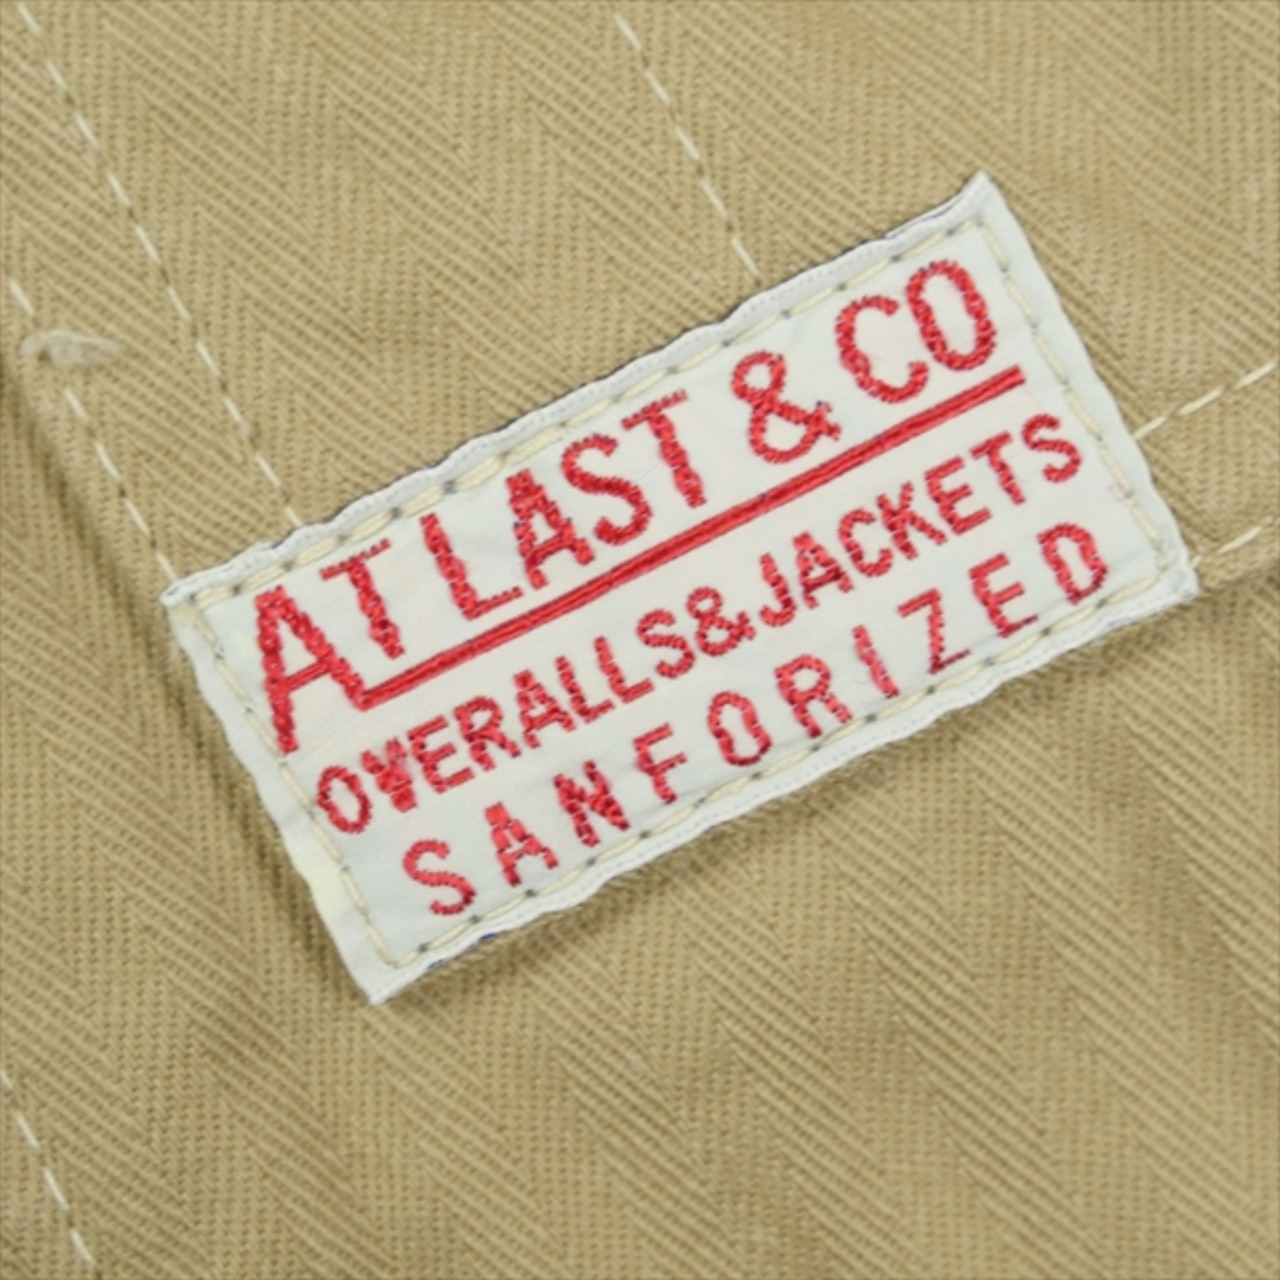 AT LAST & CO
OVERALLS&JACKETS
SANFORIZED